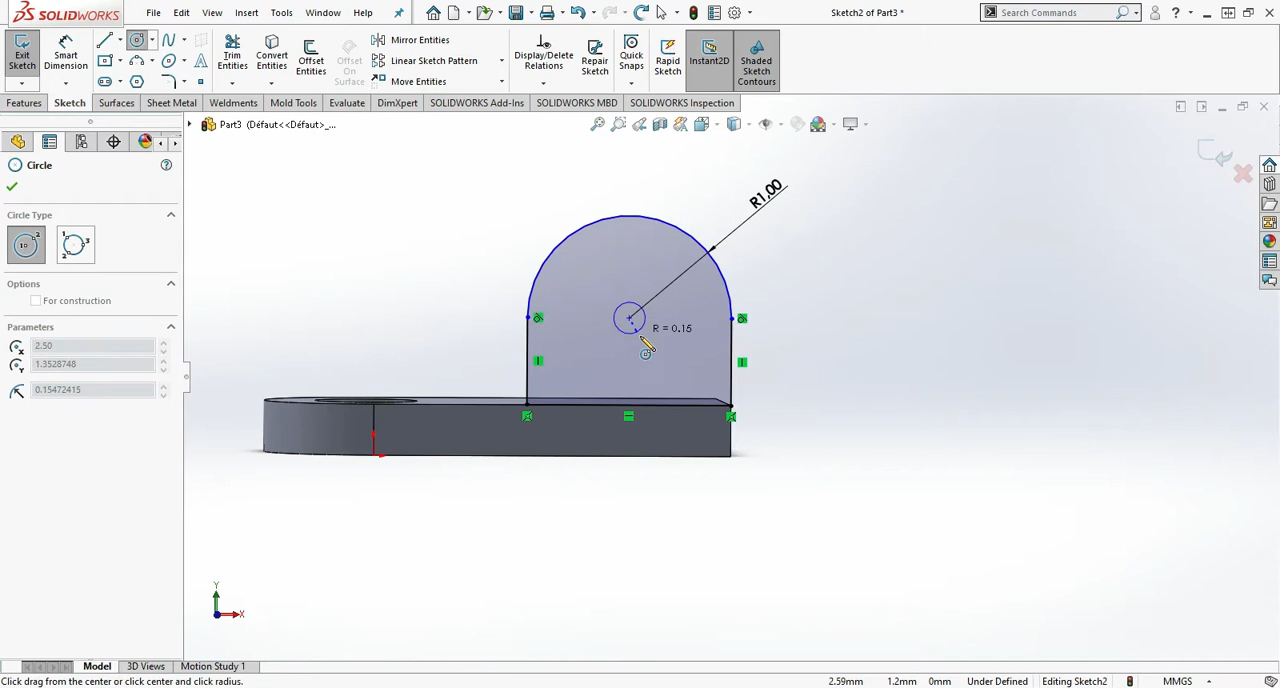 SOLIDWORKS File Edit View Insert Tools Window Help Sketch2 of Part3 * Search Commands
Exit Sketch
Smart Dimension
Trim Entities
Convert Entities
Offset Entities
Offset On Surface
Mirror Entities
Linear Sketch Pattern
Move Entities
Display/Delete Relations
Repair Sketch
Quick Snaps
Rapid Sketch
Instant2D
Shaded Sketch Contours
Features Sketch Surfaces Sheet Metal Weldments Mold Tools Evaluate DimXpert SOLIDWORKS Add-Ins SOLIDWORKS MBD SOLIDWORKS Inspection
Part3 (Défaut<<Défaut>_...
Circle
Circle Type
Options
For construction
Parameters
2.50
1.3528748
0.15472415
R1,00
R = 0.15
Y
X
Model 3D Views Motion Study 1
Click drag from the center or click center and click radius. 2.59mm 1.2mm 0mm Under Defined Editing Sketch2 MMGS